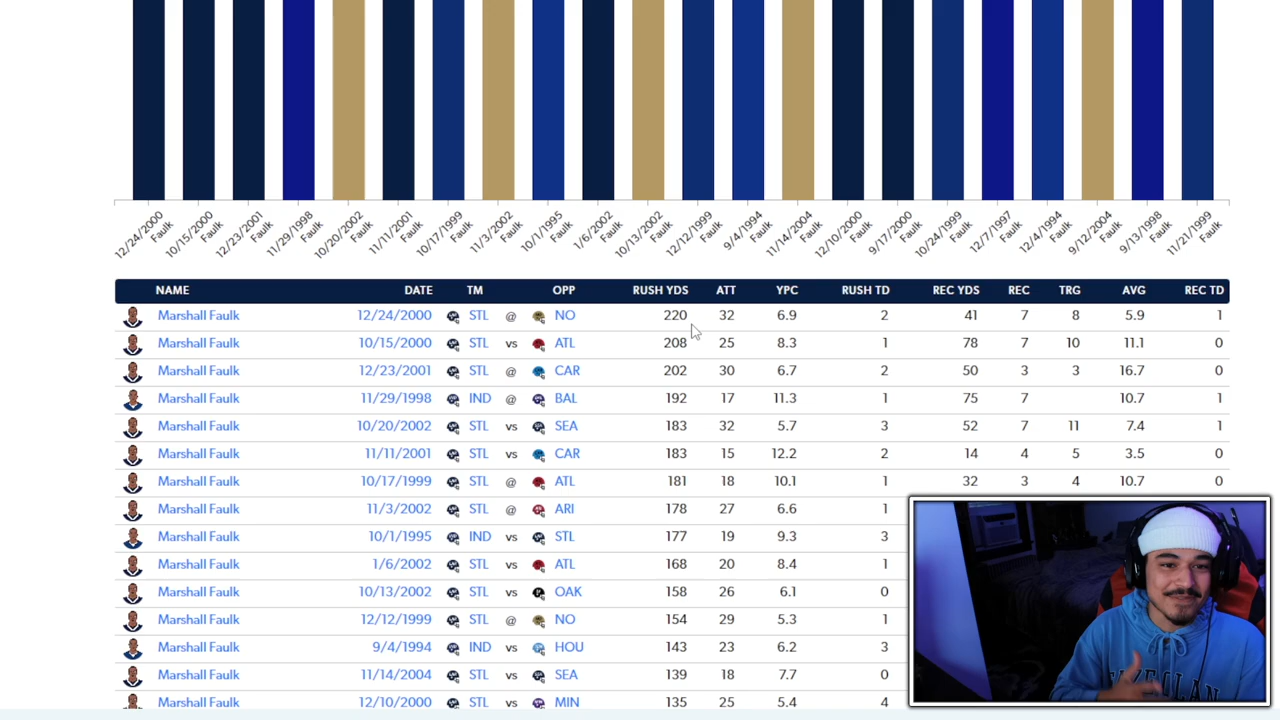 12/24/2000 Faulk
10/15/2000 Faulk
12/23/2001 Faulk
11/29/1998 Faulk
10/20/2002 Faulk
11/11/2001 Faulk
10/17/1999 Faulk
11/3/2002 Faulk
10/1/1995 Faulk
1/6/2002 Faulk
10/13/2002 Faulk
12/12/1999 Faulk
9/4/1994 Faulk
11/14/2004 Faulk
12/10/2000 Faulk
9/17/2000 Faulk
10/24/1999 Faulk
12/7/1997 Faulk
12/4/1994 Faulk
9/12/2004 Faulk
9/13/1998 Faulk
11/21/1999 Faulk
NAME DATE TM OPP RUSH YDS ATT YPC RUSH TD REC YDS REC TRG AVG REC TD
Marshall Faulk 12/24/2000 STL @ NO 220 32 6.9 2 41 7 8 5.9 1
Marshall Faulk 10/15/2000 STL vs ATL 208 25 8.3 1 78 7 10 11.1 0
Marshall Faulk 12/23/2001 STL @ CAR 202 30 6.7 2 50 3 3 16.7 0
Marshall Faulk 11/29/1998 IND @ BAL 192 17 11.3 1 75 7 10.7 1
Marshall Faulk 10/20/2002 STL vs SEA 183 32 5.7 3 52 7 11 7.4 1
Marshall Faulk 11/11/2001 STL vs CAR 183 15 12.2 2 14 4 5 3.5 0
Marshall Faulk 10/17/1999 STL @ ATL 181 18 10.1 1 32 3 4 10.7 0
Marshall Faulk 11/3/2002 STL @ ARI 178 27 6.6 1
Marshall Faulk 10/1/1995 IND vs STL 177 19 9.3 3
Marshall Faulk 1/6/2002 STL vs ATL 168 20 8.4 1
Marshall Faulk 10/13/2002 STL vs OAK 158 26 6.1 0
Marshall Faulk 12/12/1999 STL @ NO 154 29 5.3 1
Marshall Faulk 9/4/1994 IND vs HOU 143 23 6.2 3
Marshall Faulk 11/14/2004 STL vs SEA 139 18 7.7 0
Marshall Faulk 12/10/2000 STL vs MIN 135 25 5.4 4